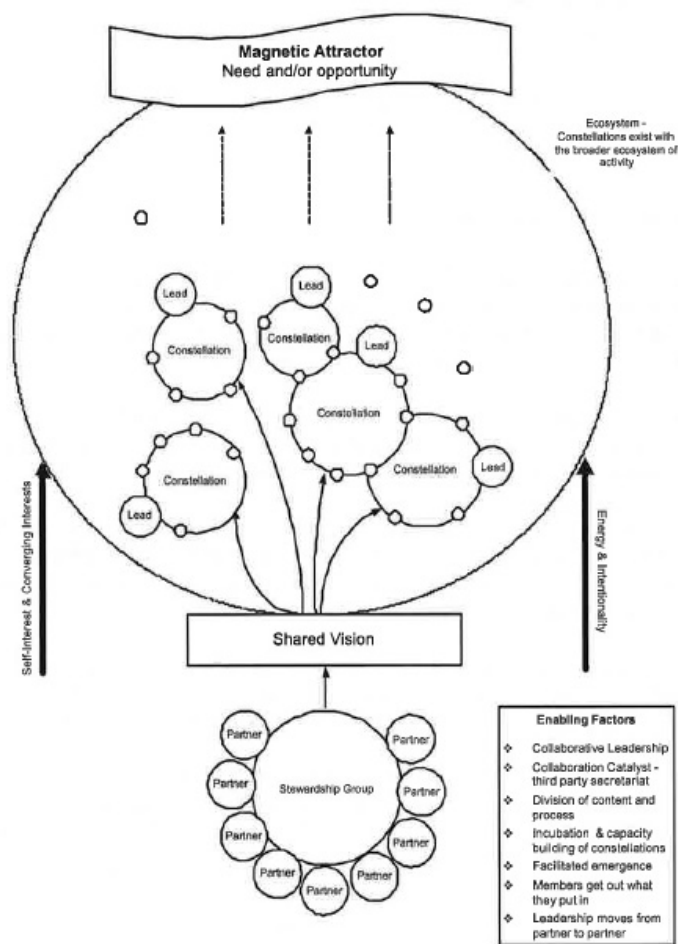 Magnetic Attractor
Need and/or opportunity
Ecosystem -
Constellations exist with
the broader ecosystem of
activity
Lead
Constellation
Lead
Constellation
Lead
Constellation
Constellation
Lead
Constellation
Lead
Self-Interest & Converging Interests
Energy & Intentionality
Shared Vision
Partner
Partner
Partner
Partner
Partner
Partner
Partner
Partner
Partner
Stewardship Group
Enabling Factors
❖ Collaborative Leadership
❖ Collaboration Catalyst -
third party secretariat
❖ Division of content and
process
❖ Incubation & capacity
building of constellations
❖ Facilitated emergence
❖ Members get out what
they put in
❖ Leadership moves from
partner to partner